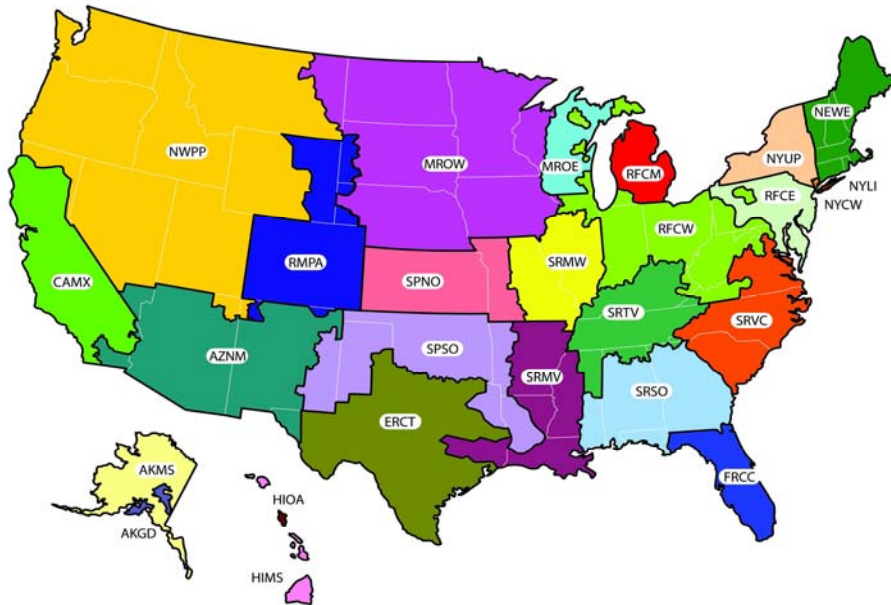 NEWE
NWPP
MROW
MROE
NYUP
RFCM
NYLI
RFCE
NYCW
RFCW
RMPA
SRMW
CAMX
SPNO
SRTV
SRVC
AZNM
SPSO
SRMV
SRSO
ERCT
AKMS
FRCC
HIOA
AKGD
HIMS